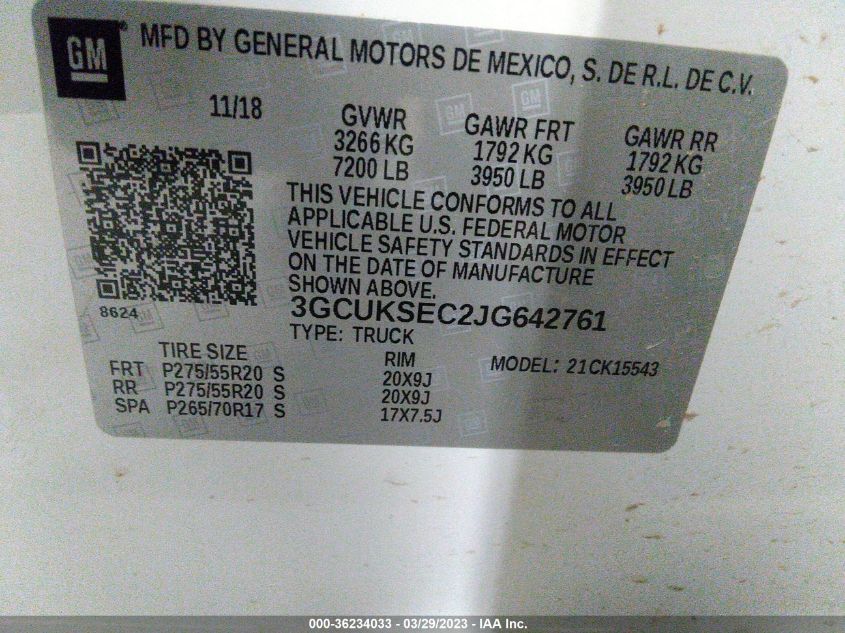 GM MFD BY GENERAL MOTORS DE MEXICO, S. DE R.L. DE C.V.
11/18 GVWR GAWR FRT GAWR RR
3266 KG 1792 KG 1792 KG
7200 LB 3950 LB 3950 LB
THIS VEHICLE CONFORMS TO ALL
APPLICABLE U.S. FEDERAL MOTOR
VEHICLE SAFETY STANDARDS IN EFFECT
ON THE DATE OF MANUFACTURE
SHOWN ABOVE.
8624
3GCUKSEC2JG642761
TYPE: TRUCK
TIRE SIZE RIM MODEL: 21CK15543
FRT P275/55R20 S 20X9J
RR P275/55R20 S 20X9J
SPA P265/70R17 S 17X7.5J
000-36234033 - 03/29/2023 - IAA Inc.